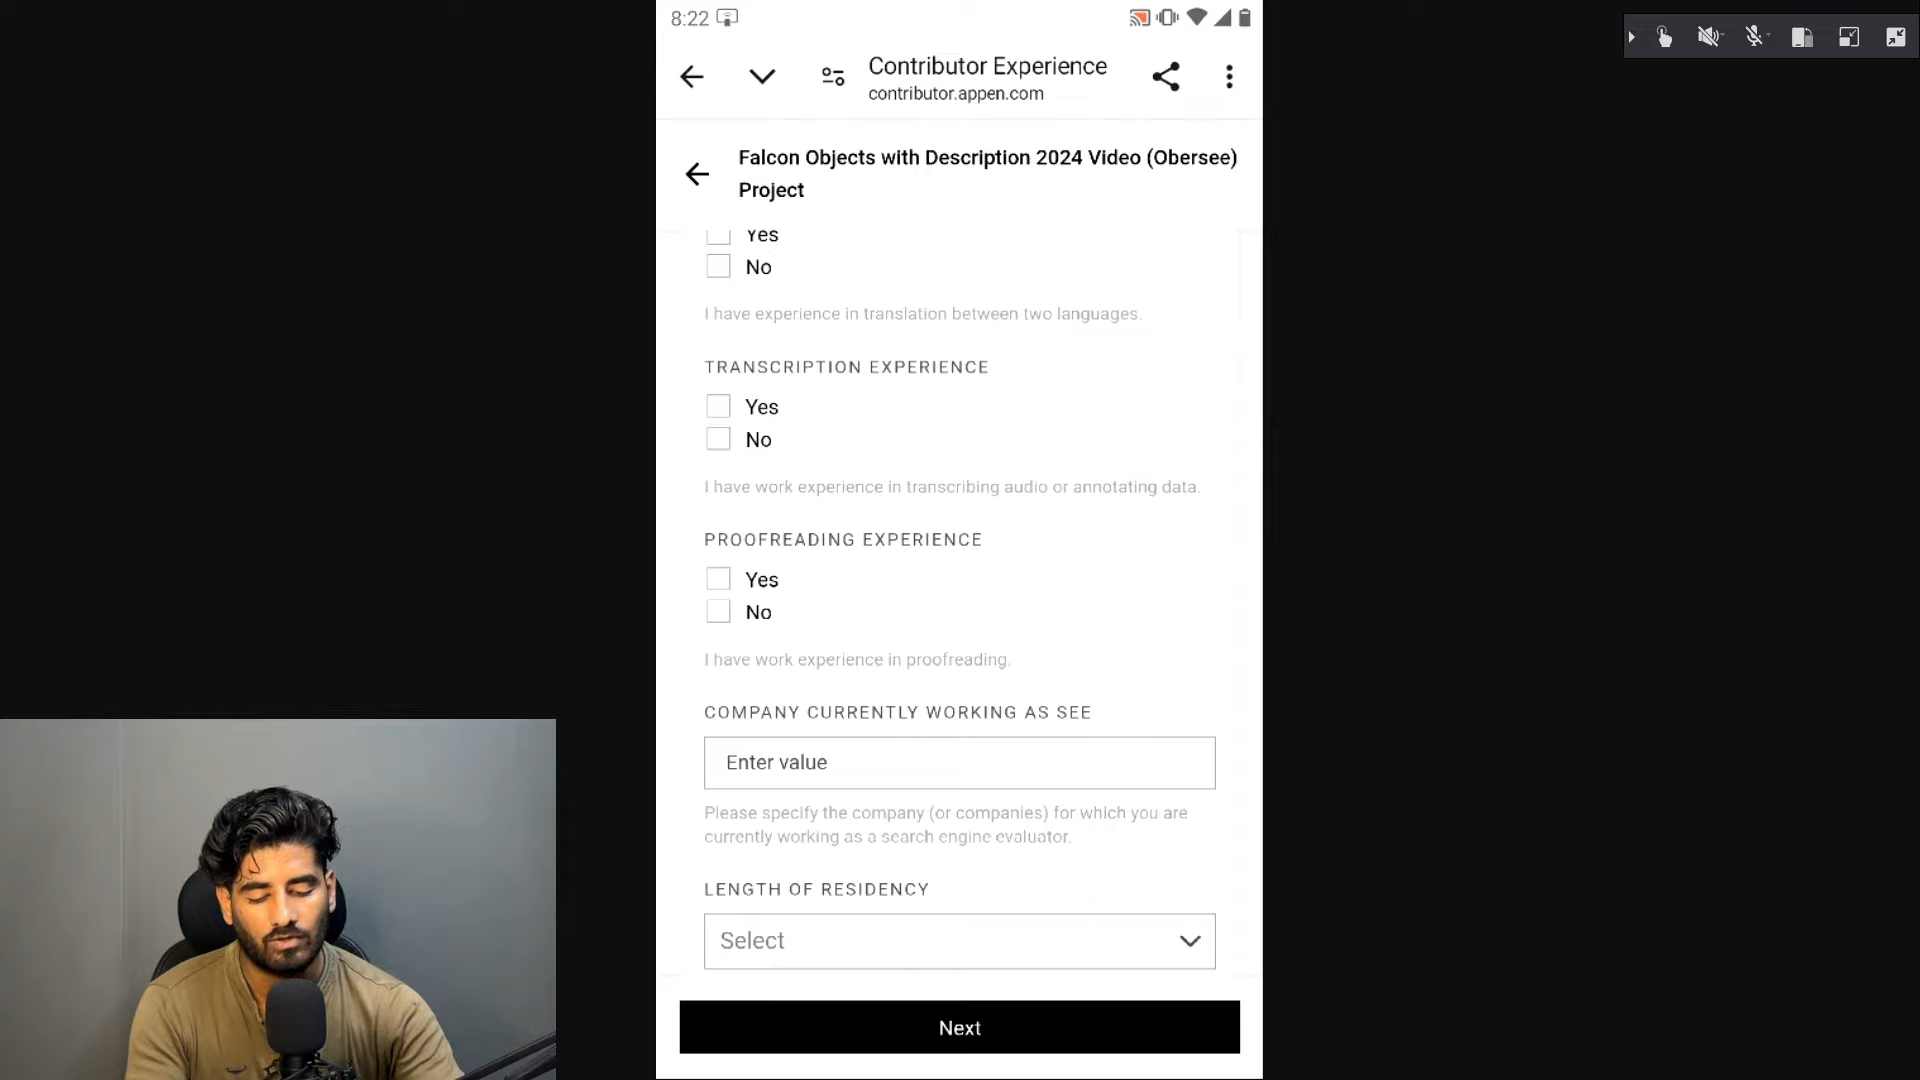 8:22
Contributor Experience
contributor.appen.com
Falcon Objects with Description 2024 Video (Obersee)
Project
Yes
No
I have experience in translation between two languages.
TRANSCRIPTION EXPERIENCE
Yes
No
I have work experience in transcribing audio or annotating data.
PROOFREADING EXPERIENCE
Yes
No
I have work experience in proofreading.
COMPANY CURRENTLY WORKING AS SEE
Enter value
Please specify the company (or companies) for which you are
currently working as a search engine evaluator.
LENGTH OF RESIDENCY
Select
Next